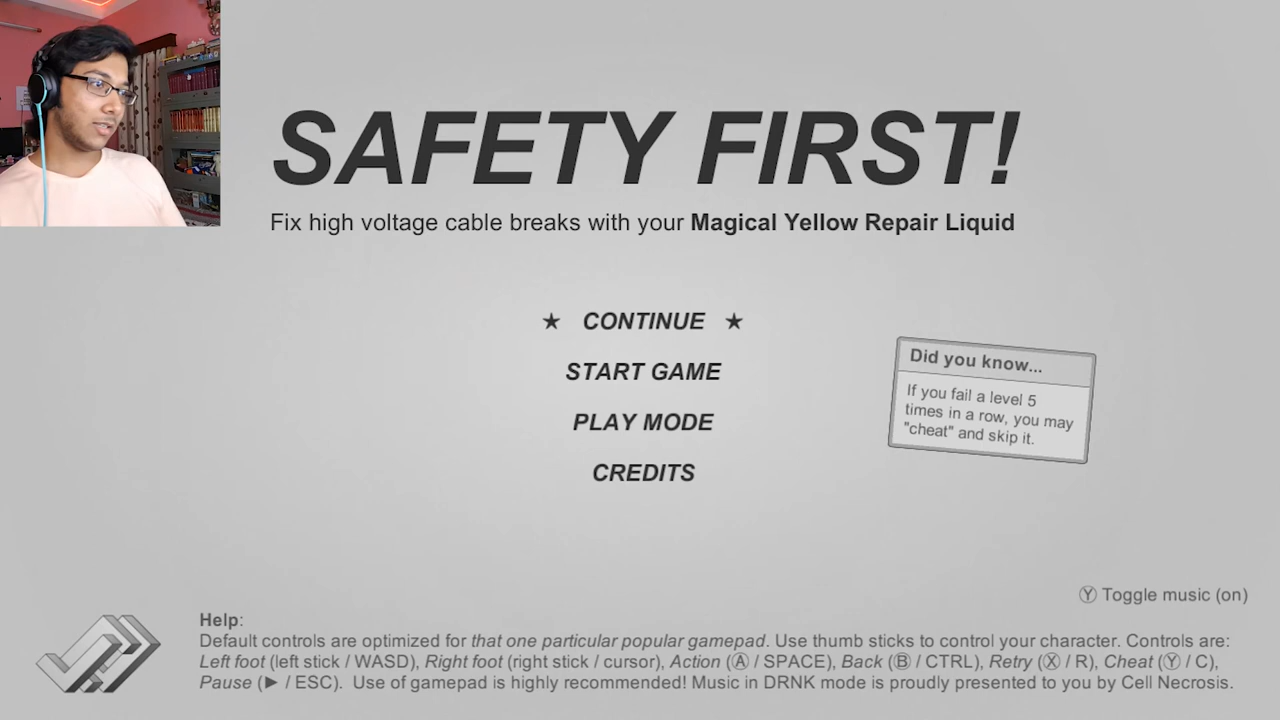 SAFETY FIRST!
Fix high voltage cable breaks with your Magical Yellow Repair Liquid
★ CONTINUE ★
START GAME
PLAY MODE
CREDITS
Did you know...
If you fail a level 5
times in a row, you may
"cheat" and skip it.
Ⓨ Toggle music (on)
Help:
Default controls are optimized for that one particular popular gamepad. Use thumb sticks to control your character. Controls are:
Left foot (left stick / WASD), Right foot (right stick / cursor), Action (Ⓐ / SPACE), Back (Ⓑ / CTRL), Retry (Ⓧ / R), Cheat (Ⓨ / C),
Pause (► / ESC). Use of gamepad is highly recommended! Music in DRNK mode is proudly presented to you by Cell Necrosis.